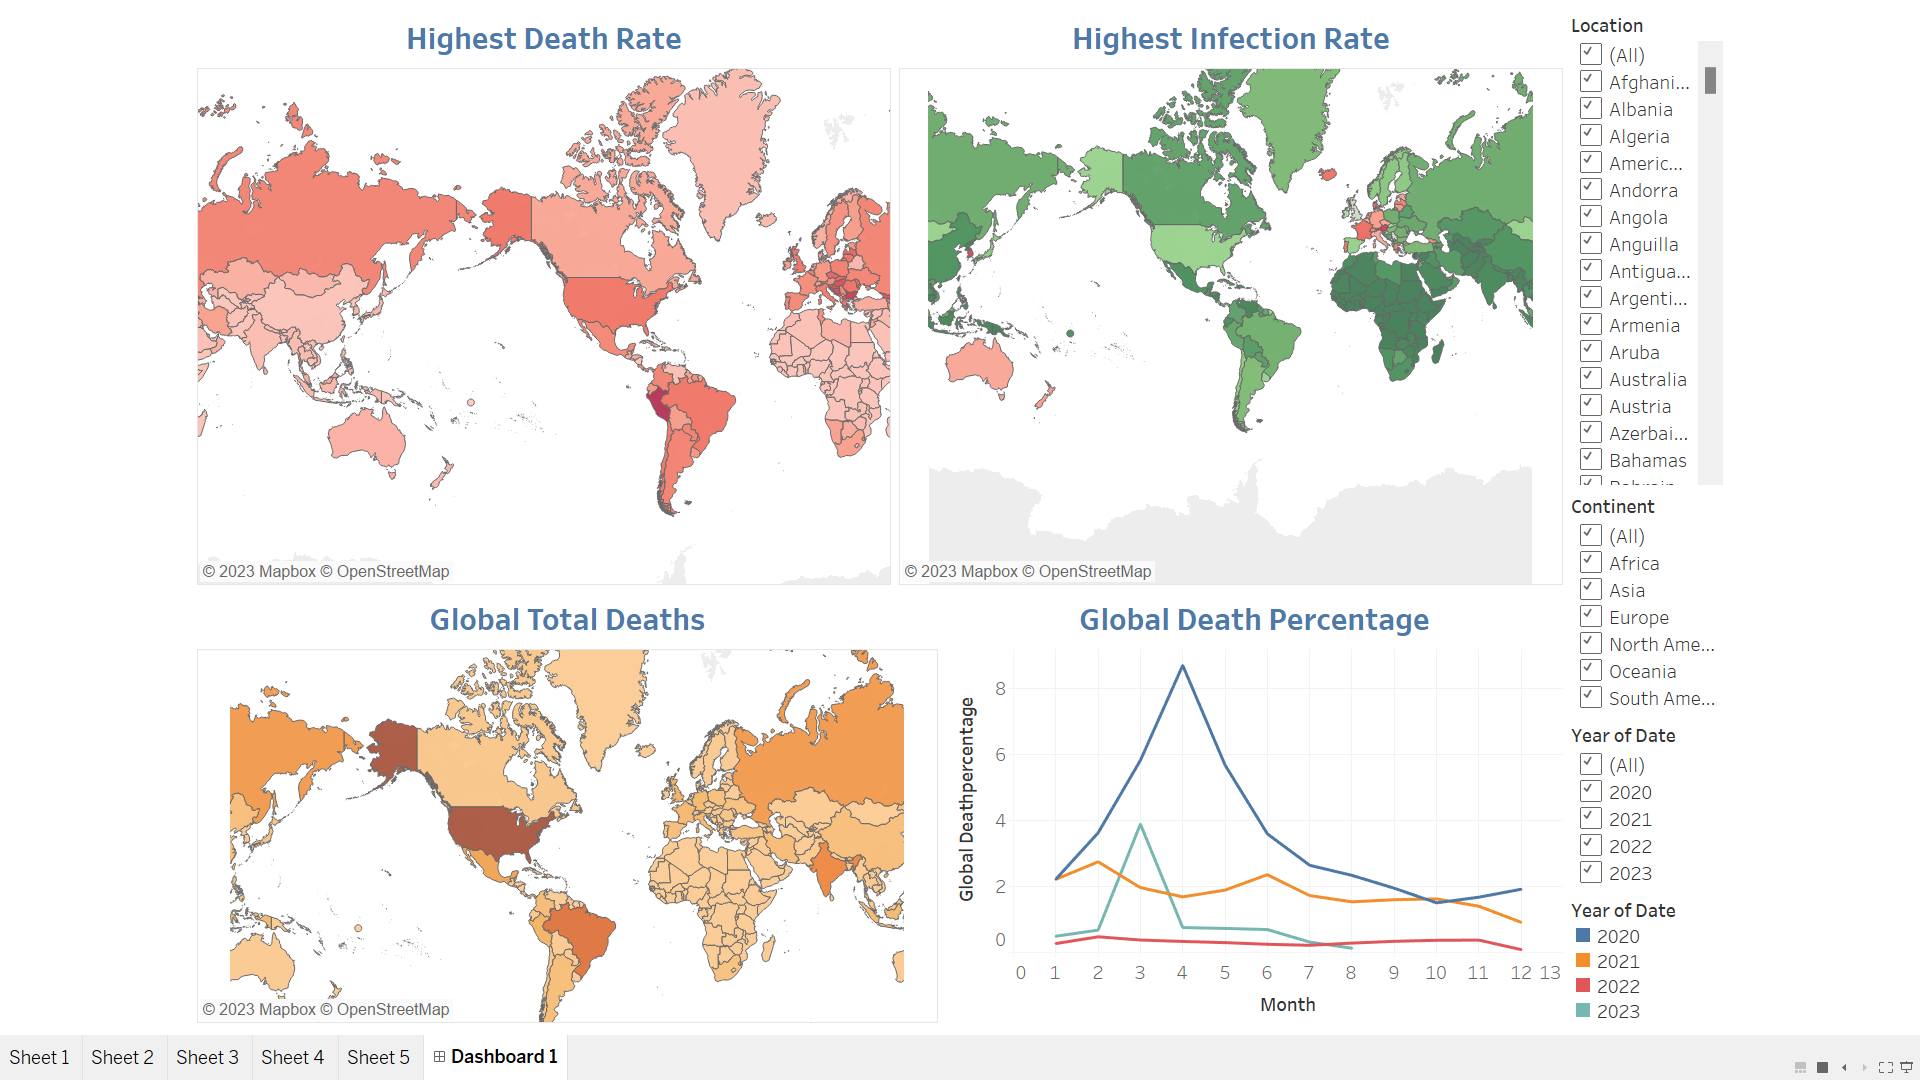 Highest Death Rate
Highest Infection Rate
© 2023 Mapbox © OpenStreetMap
© 2023 Mapbox © OpenStreetMap
Global Total Deaths
Global Death Percentage
© 2023 Mapbox © OpenStreetMap
Global Deathpercentage
8
6
4
2
0
0 1 2 3 4 5 6 7 8 9 10 11 12 13
Month
Location
(All)
Afghani...
Albania
Algeria
Americ...
Andorra
Angola
Anguilla
Antigua...
Argenti...
Armenia
Aruba
Australia
Austria
Azerbai...
Bahamas
Continent
(All)
Africa
Asia
Europe
North Ame...
Oceania
South Ame...
Year of Date
(All)
2020
2021
2022
2023
Year of Date
2020
2021
2022
2023
Sheet 1 Sheet 2 Sheet 3 Sheet 4 Sheet 5 Dashboard 1